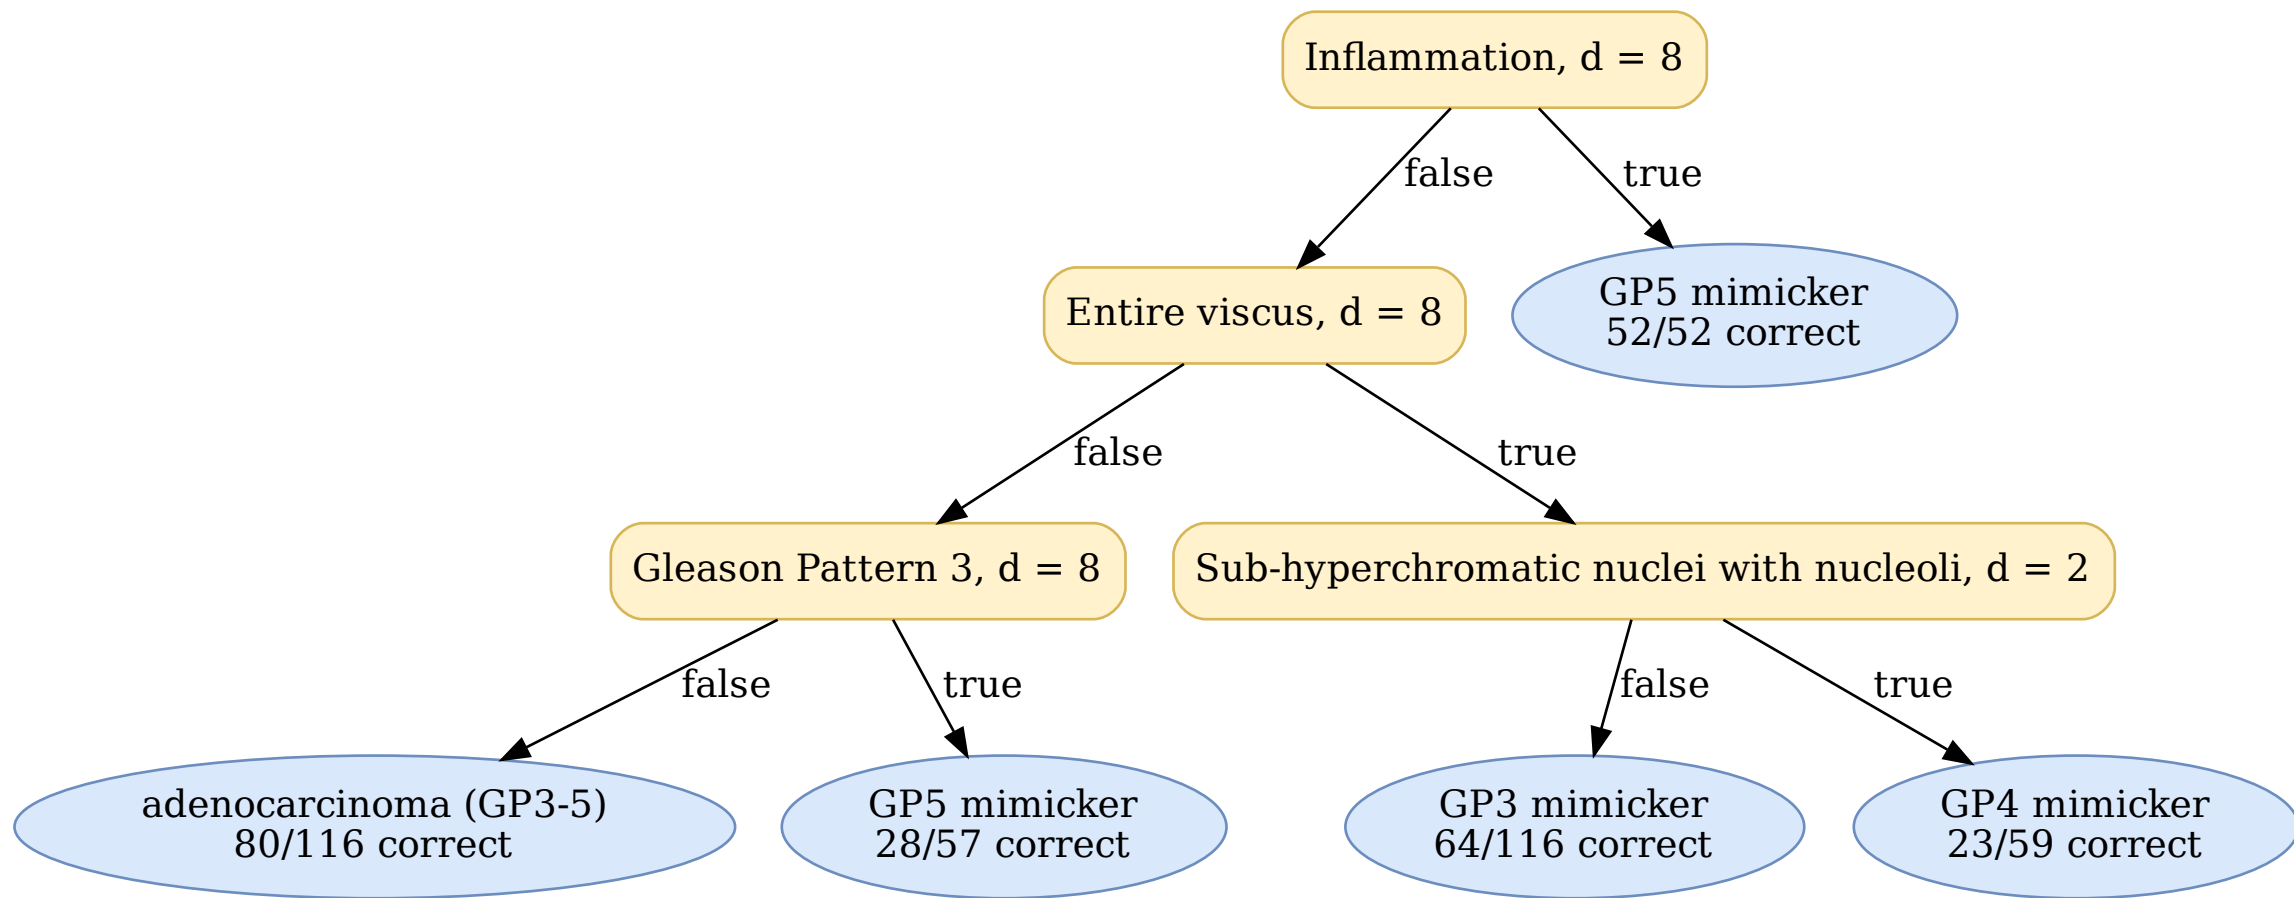 Inflammation, d = 8
false
true
Entire viscus, d = 8
GP5 mimicker
52/52 correct
false
true
Gleason Pattern 3, d = 8
Sub-hyperchromatic nuclei with nucleoli, d = 2
false
true
false
true
adenocarcinoma (GP3-5)
80/116 correct
GP5 mimicker
28/57 correct
GP3 mimicker
64/116 correct
GP4 mimicker
23/59 correct